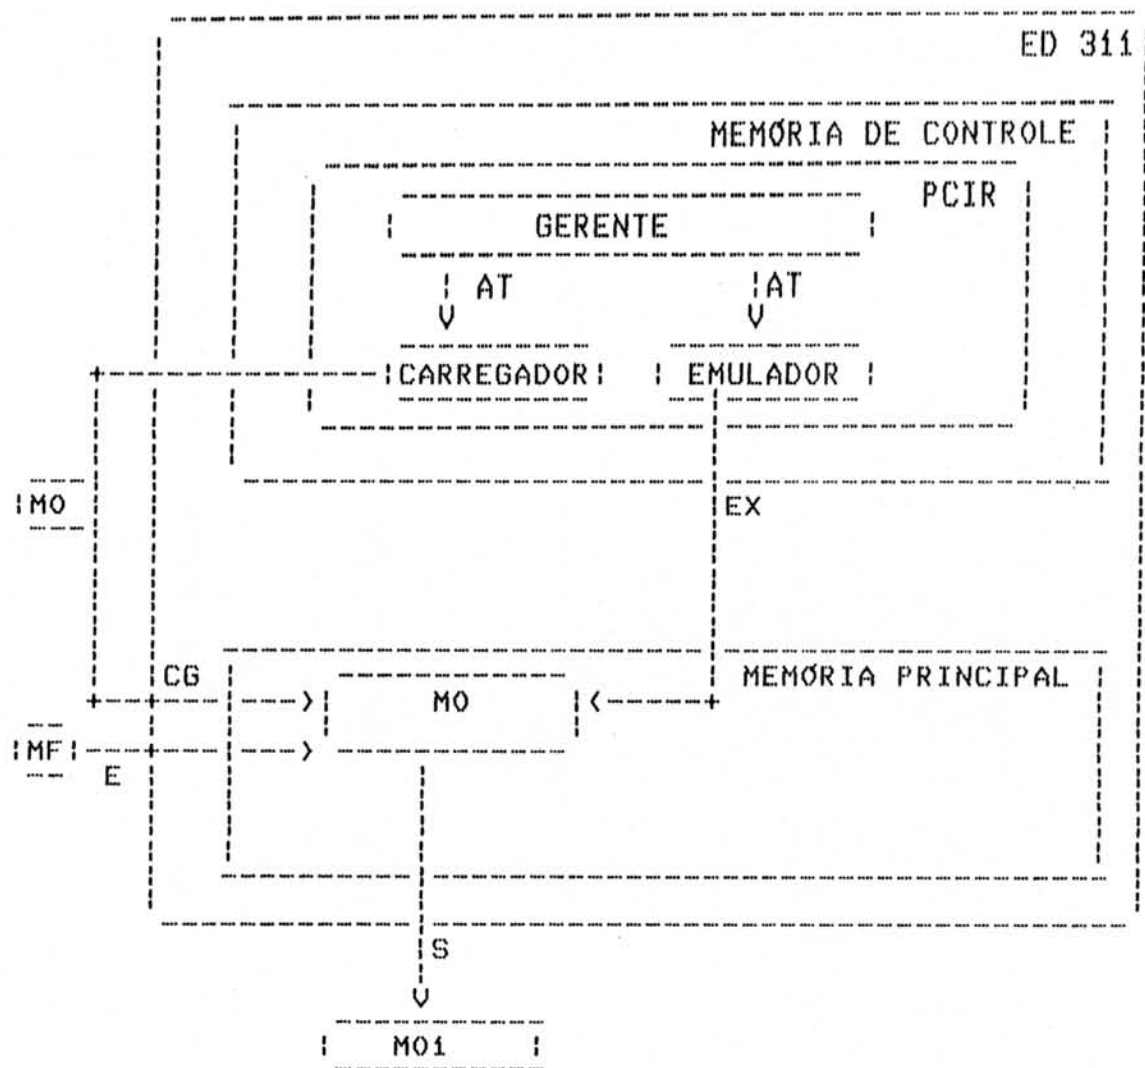 ED 311
MEMÓRIA DE CONTROLE
PCIR
GERENTE
AT AT
CARREGADOR EMULADOR
MO
EX
CG
MO
MEMÓRIA PRINCIPAL
MF
E
S
MO1